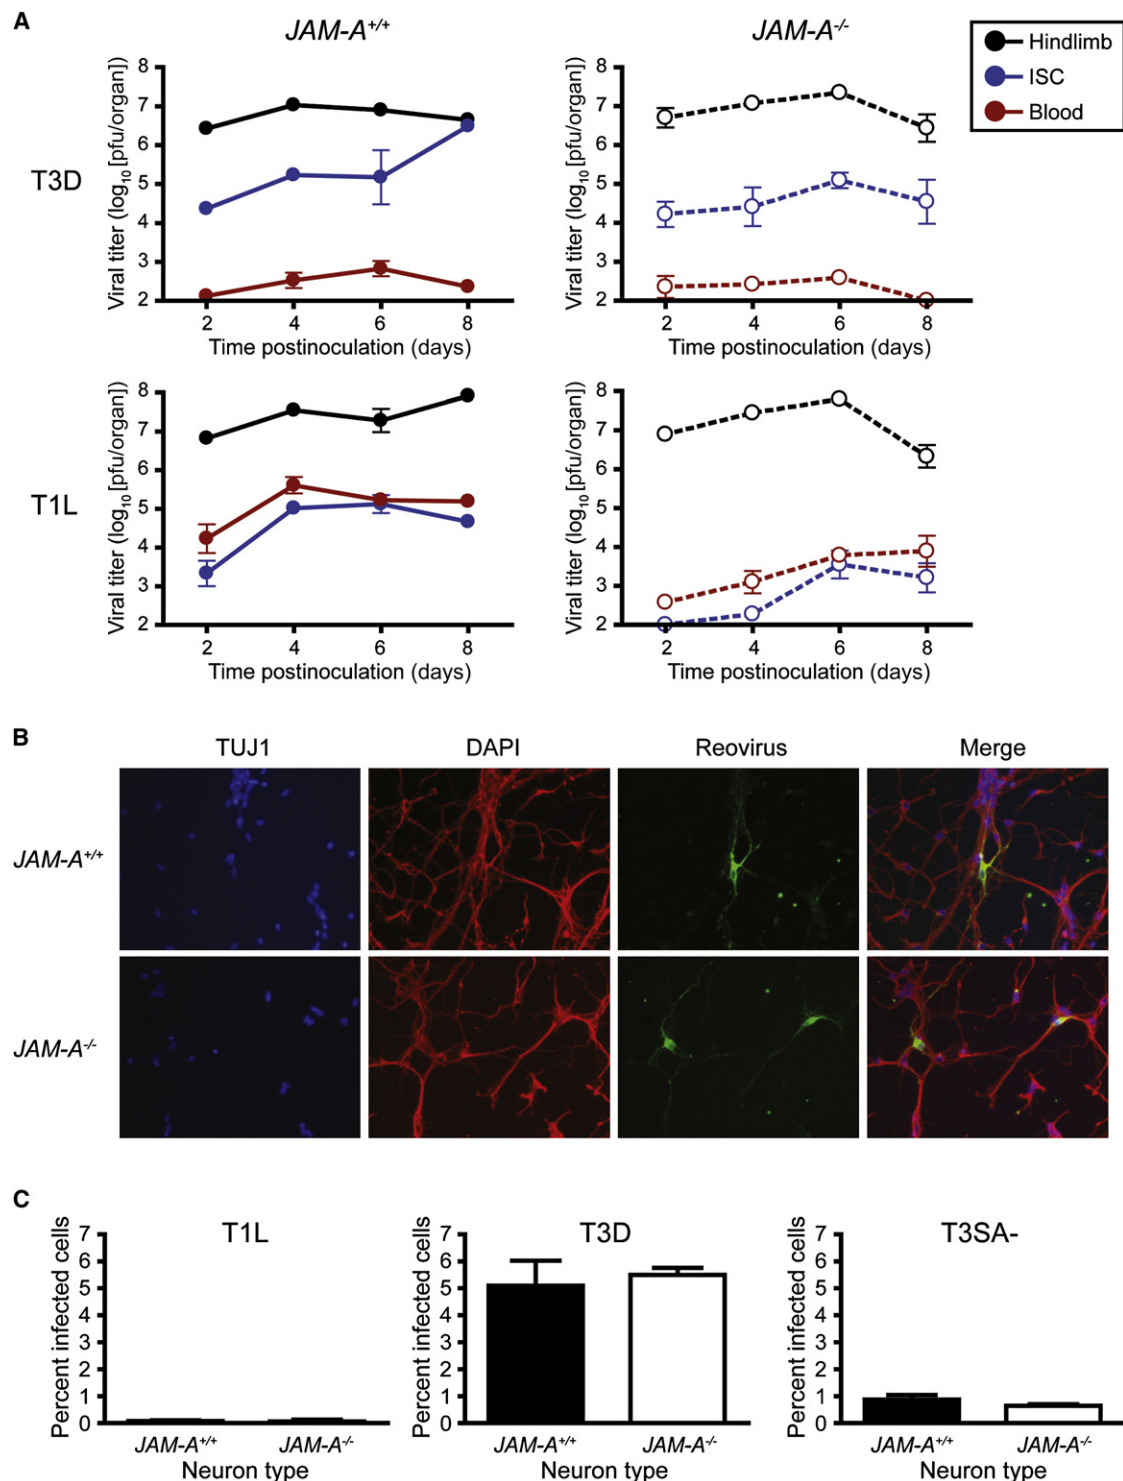 A
JAM-A+/+
JAM-A-/-
Hindlimb
ISC
Blood
T3D
Viral titer (log10[pfu/organ])
8
7
6
5
4
3
2
2 4 6 8
Time postinoculation (days)
Viral titer (log10[pfu/organ])
8
7
6
5
4
3
2
2 4 6 8
Time postinoculation (days)
T1L
Viral titer (log10[pfu/organ])
8
7
6
5
4
3
2
2 4 6 8
Time postinoculation (days)
Viral titer (log10[pfu/organ])
8
7
6
5
4
3
2
2 4 6 8
Time postinoculation (days)
B
TUJ1 DAPI Reovirus Merge
JAM-A+/+
JAM-A-/-
C
T1L
Percent infected cells
7
6
5
4
3
2
1
0
JAM-A+/+ JAM-A-/-
Neuron type
T3D
Percent infected cells
7
6
5
4
3
2
1
0
JAM-A+/+ JAM-A-/-
Neuron type
T3SA-
Percent infected cells
7
6
5
4
3
2
1
0
JAM-A+/+ JAM-A-/-
Neuron type